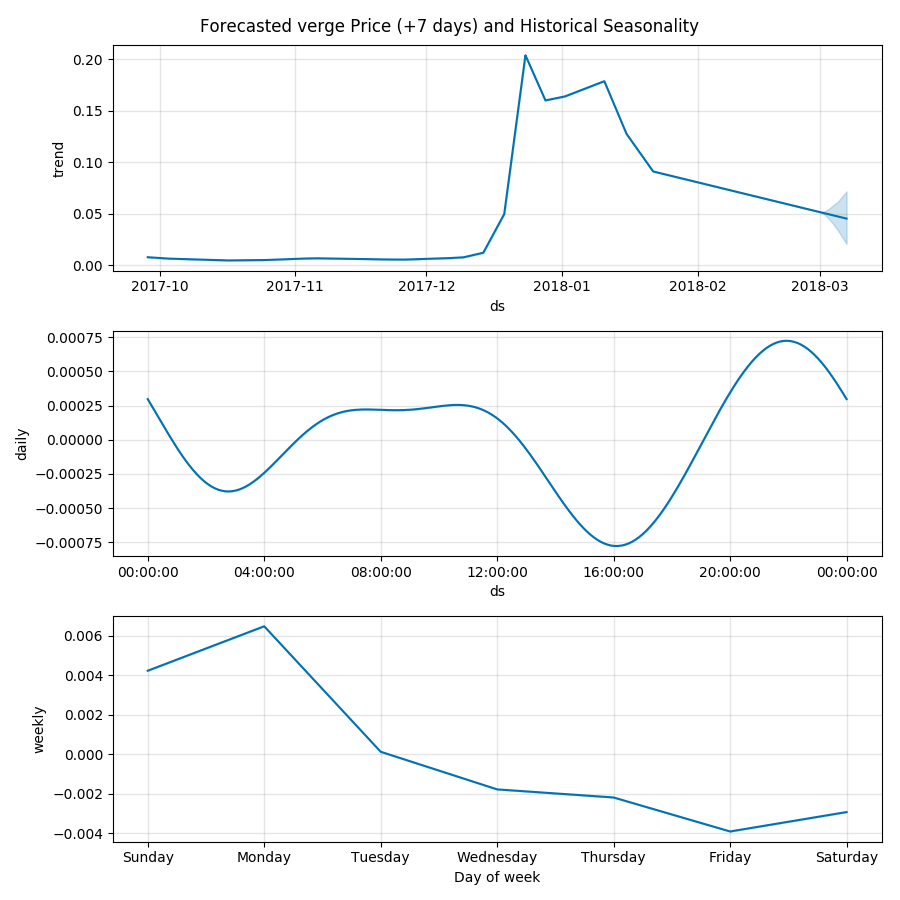 Forecasted verge Price (+7 days) and Historical Seasonality
0.20
0.15
0.10
0.05
0.00
trend
2017-10 2017-11 2017-12 2018-01 2018-02 2018-03
ds
0.00075
0.00050
0.00025
0.00000
−0.00025
−0.00050
−0.00075
daily
00:00:00 04:00:00 08:00:00 12:00:00 16:00:00 20:00:00 00:00:00
ds
0.006
0.004
0.002
0.000
−0.002
−0.004
weekly
Sunday Monday Tuesday Wednesday Thursday Friday Saturday
Day of week